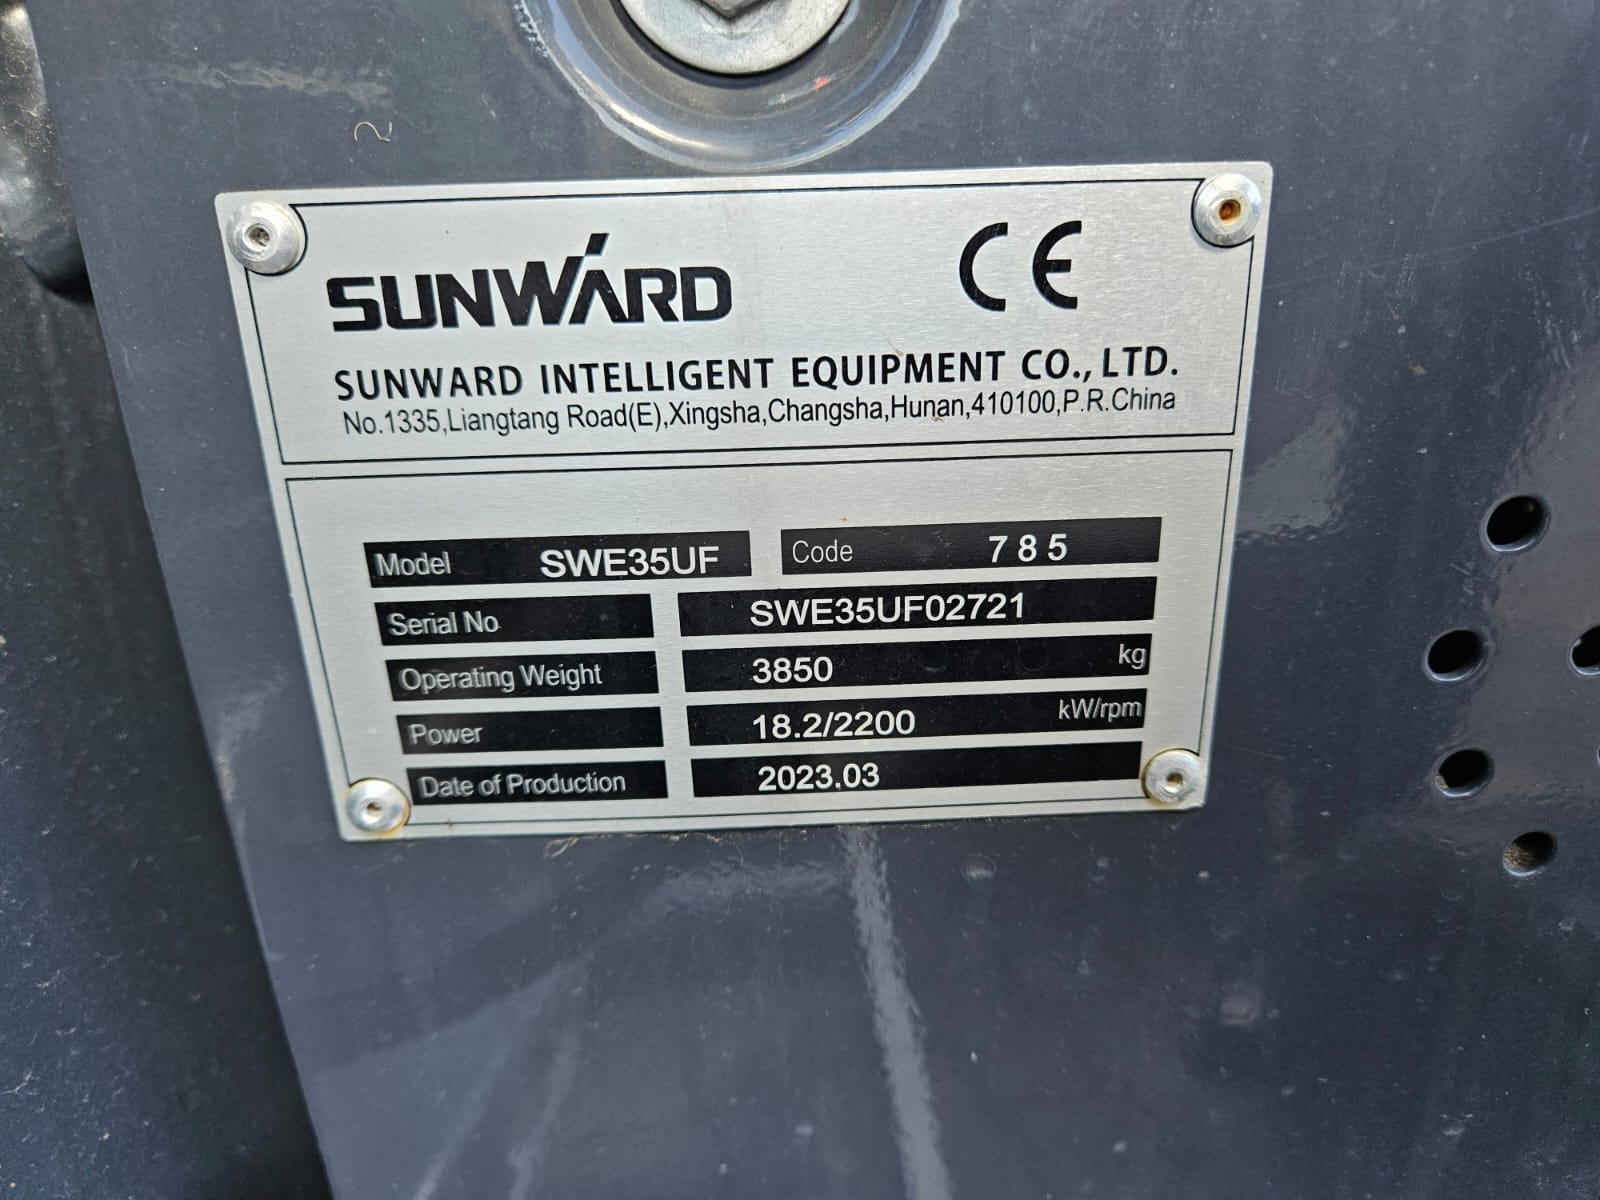 SUNWARD
CE
SUNWARD INTELLIGENT EQUIPMENT CO., LTD.
No.1335,Liangtang Road(E),Xingsha,Changsha,Hunan,410100,P.R.China
Model SWE35UF Code 785
Serial No SWE35UF02721
Operating Weight 3850 kg
Power 18.2/2200 kW/rpm
Date of Production 2023.03